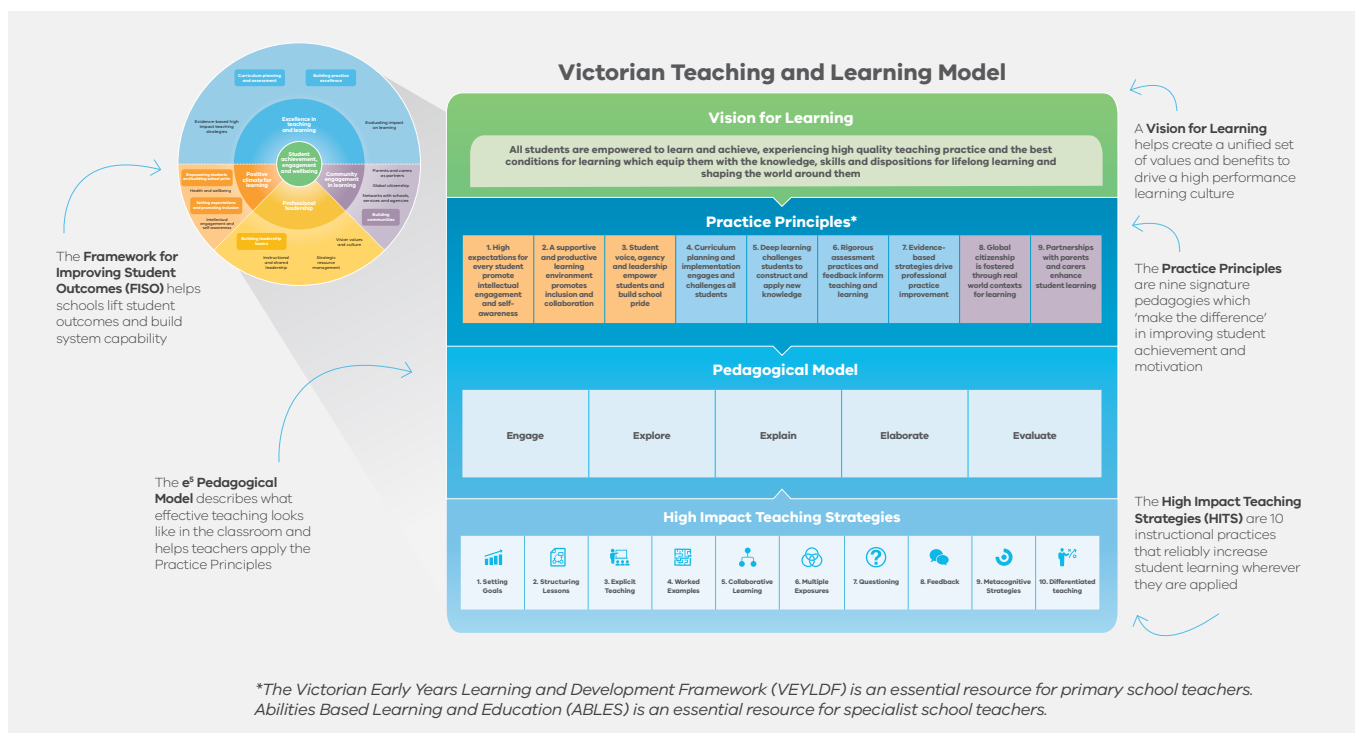 Victorian Teaching and Learning Model
Curriculum planning
and assessment
Building practice
excellence
Evidence-based high
impact teaching
strategies
Excellence in
teaching
and learning
Evaluating impact
on learning
Student
achievement,
engagement
and wellbeing
Empowering students
and building school pride
Health and wellbeing
Setting expectations
and promoting inclusion
Intellectual
engagement and
self-awareness
Positive
climate for
learning
Community
engagement
in learning
Parents and carers
as partners
Global citizenship
Networks with schools,
services and agencies
Building
communities
Professional
leadership
Building leadership
teams
Instructional
and shared
leadership
Strategic
resource
management
Vision values
and culture
The Framework for
Improving Student
Outcomes (FISO) helps
schools lift student
outcomes and build
system capability
The e⁵ Pedagogical
Model describes what
effective teaching looks
like in the classroom and
helps teachers apply the
Practice Principles
Vision for Learning
All students are empowered to learn and achieve, experiencing high quality teaching practice and the best
conditions for learning which equip them with the knowledge, skills and dispositions for lifelong learning and
shaping the world around them
Practice Principles*
1. High
expectations for
every student
promote
intellectual
engagement
and self-
awareness
2. A supportive
and productive
learning
environment
promotes
inclusion and
collaboration
3. Student
voice, agency
and leadership
empower
students and
build school
pride
4. Curriculum
planning and
implementation
engages and
challenges all
students
5. Deep learning
challenges
students to
construct and
apply new
knowledge
6. Rigorous
assessment
practices and
feedback inform
teaching and
learning
7. Evidence-
based
strategies drive
professional
practice
improvement
8. Global
citizenship
is fostered
through real
world contexts
for learning
9. Partnerships
with parents
and carers
enhance
student learning
Pedagogical Model
Engage
Explore
Explain
Elaborate
Evaluate
High Impact Teaching Strategies
1. Setting
Goals
2. Structuring
Lessons
3. Explicit
Teaching
4. Worked
Examples
5. Collaborative
Learning
6. Multiple
Exposures
7. Questioning
8. Feedback
9. Metacognitive
Strategies
10. Differentiated
teaching
A Vision for Learning
helps create a unified set
of values and benefits to
drive a high performance
learning culture
The Practice Principles
are nine signature
pedagogies which
‘make the difference’
in improving student
achievement and
motivation
The High Impact Teaching
Strategies (HITS) are 10
instructional practices
that reliably increase
student learning wherever
they are applied
*The Victorian Early Years Learning and Development Framework (VEYLDF) is an essential resource for primary school teachers.
Abilities Based Learning and Education (ABLES) is an essential resource for specialist school teachers.